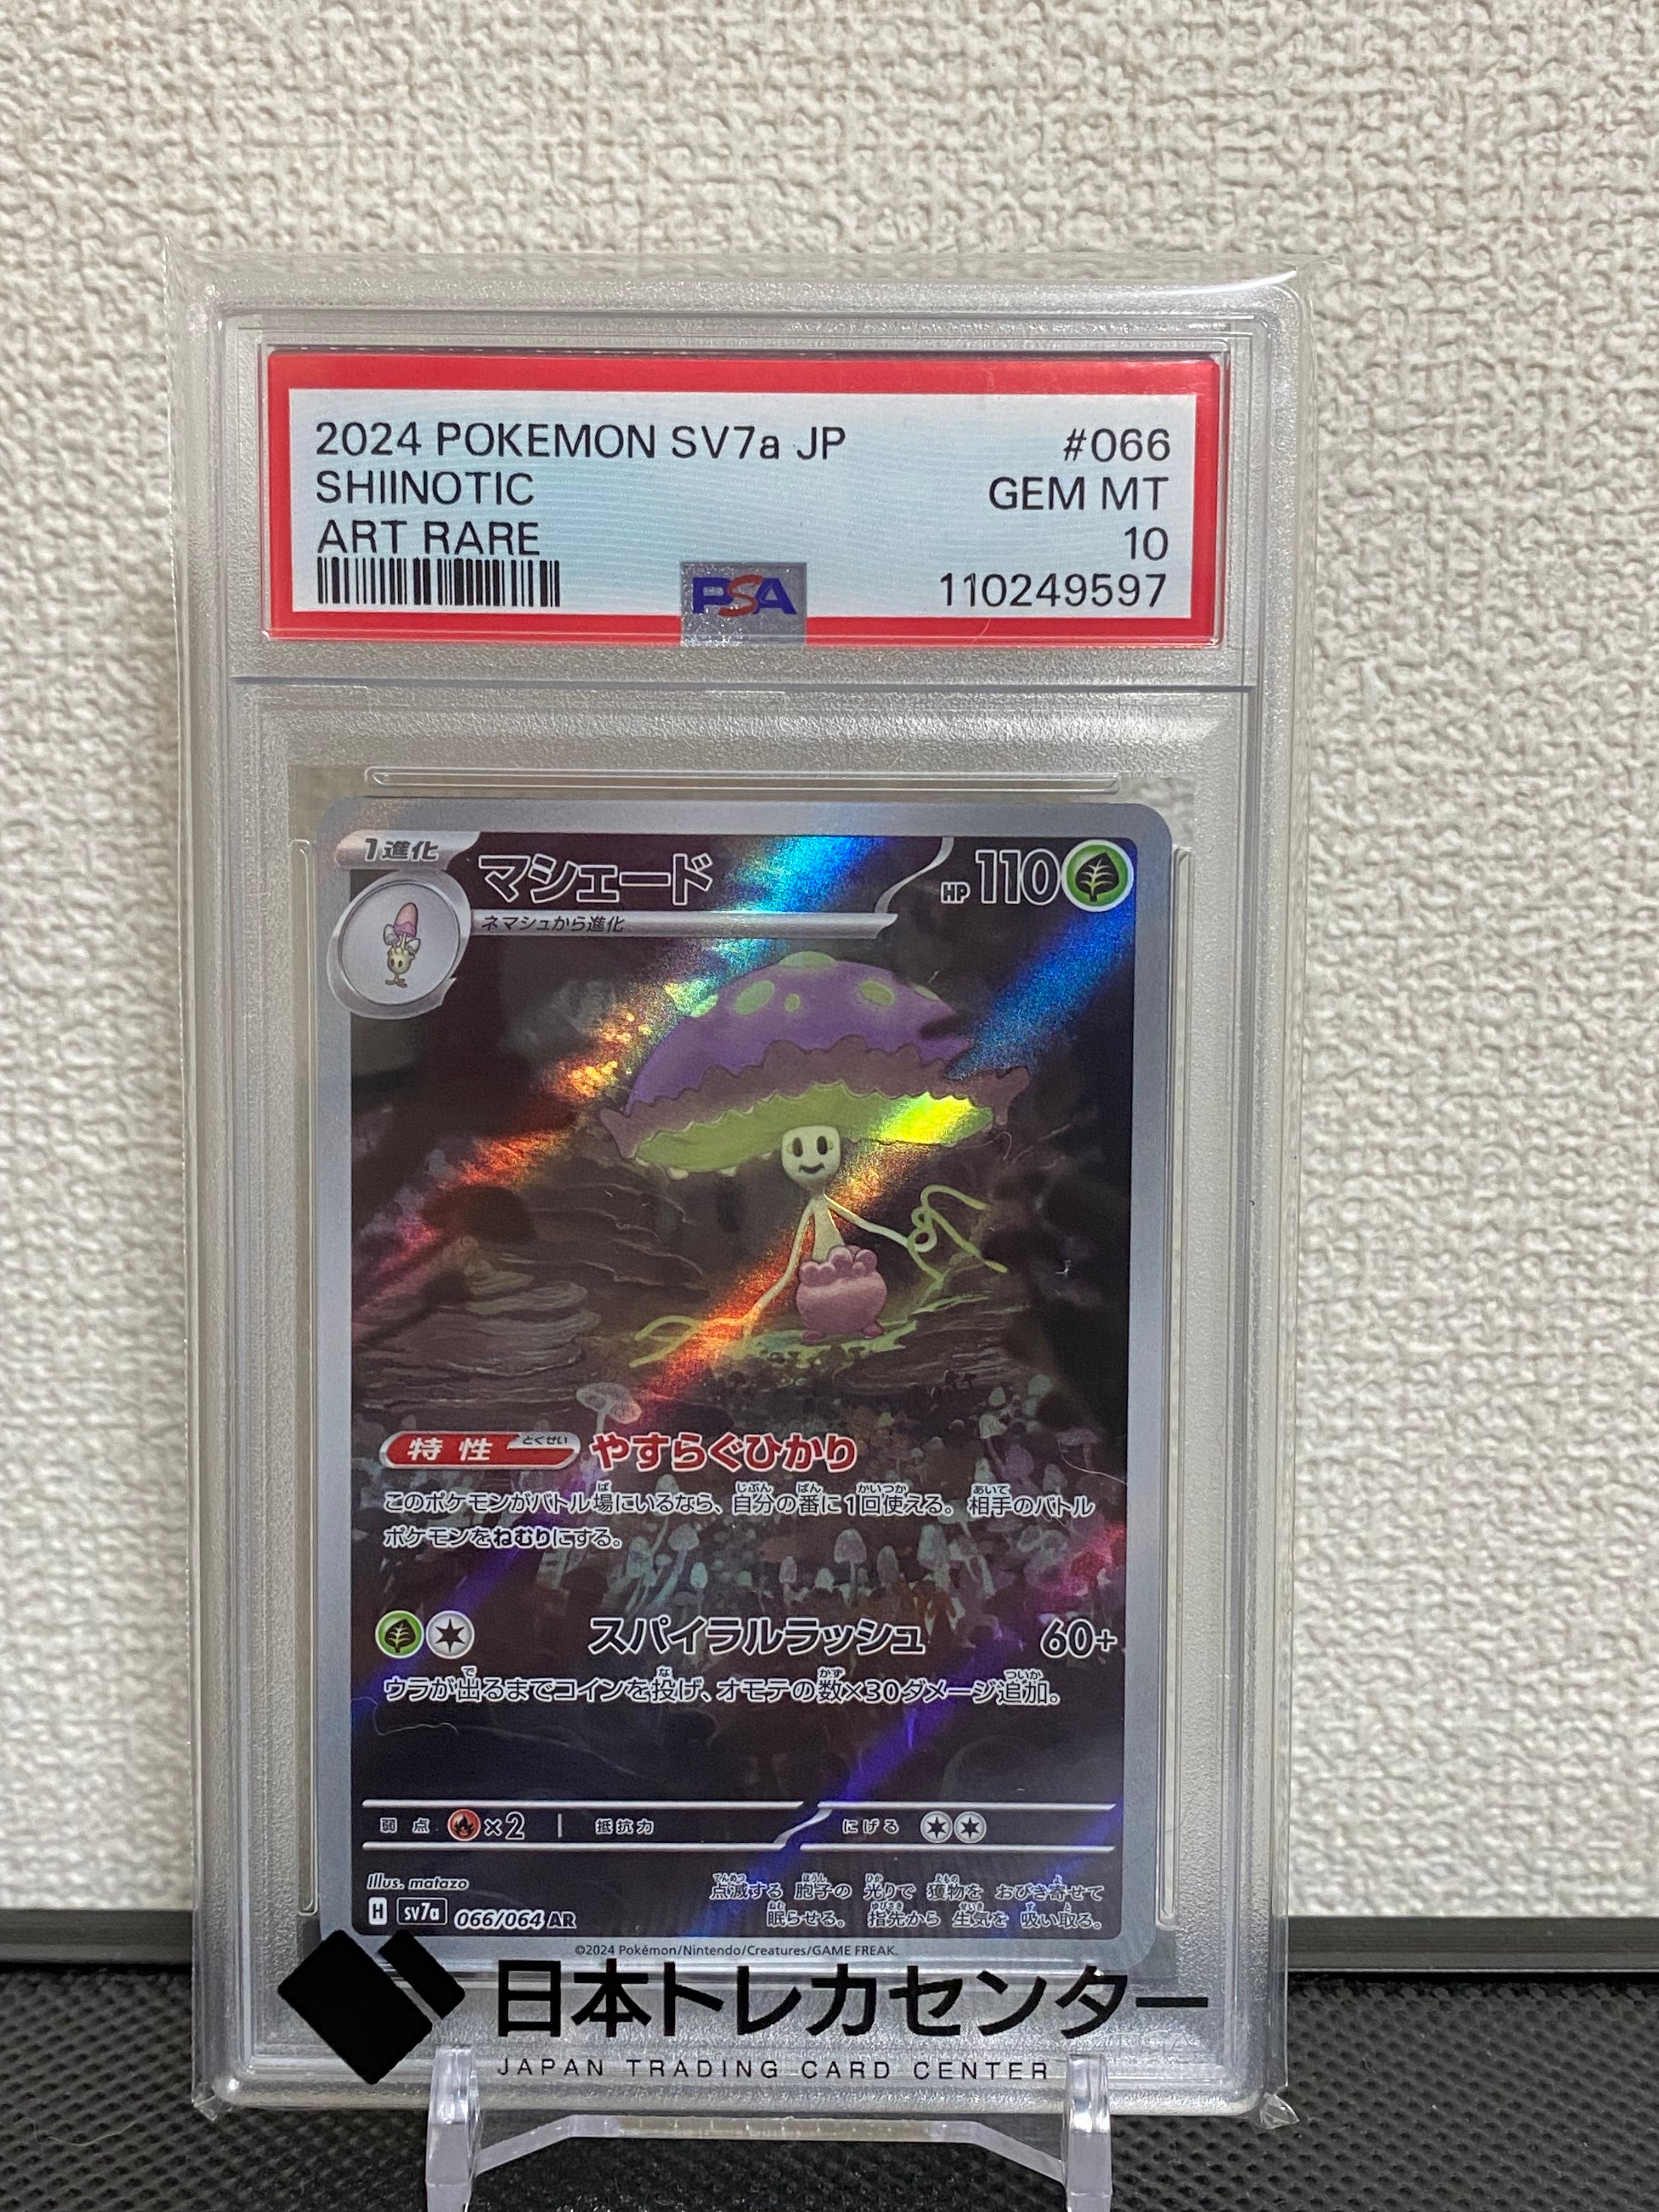 2024 POKEMON SV7a JP #066
SHIINOTIC GEM MT
ART RARE 10
PSA 110249597
1進化 マシェード HP 110
ネマシュから進化
特性 とくせい やすらぐひかり
このポケモンがバトル場にいるなら、自分の番に1回使える。相手のバトル
ポケモンをねむりにする。
スパイラルラッシュ 60+
ウラが出るまでコインを投げ、オモテの数×30ダメージ追加。
弱点 ×2 抵抗力 にげる
Illus. matazo
点滅する 胞子の 光りで 獲物を おびき寄せて
眠らせる。 指先から 生気を 吸い取る。
H sv7a 066/064 AR
©2024 Pokémon/Nintendo/Creatures/GAME FREAK.
日本トレカセンター
JAPAN TRADING CARD CENTER